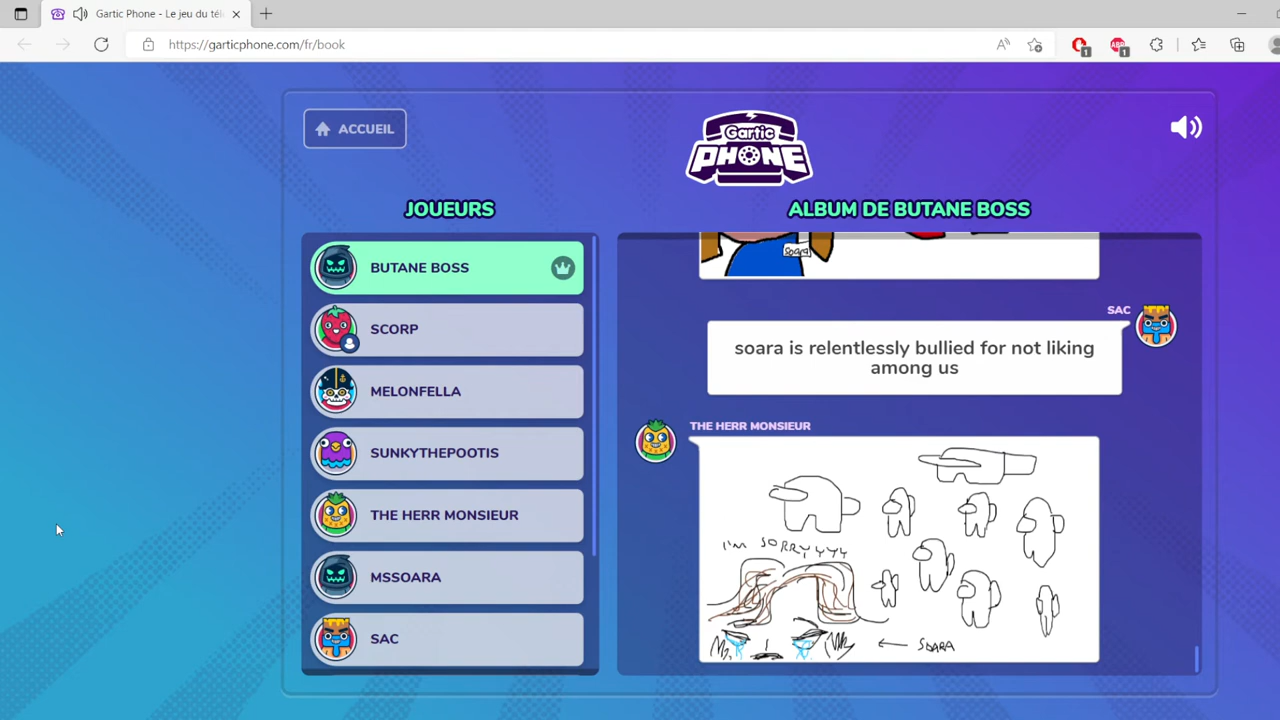 Gartic Phone - Le jeu du tél
https://garticphone.com/fr/book
1
1
ACCUEIL
Gartic
PHONE
JOUEURS
ALBUM DE BUTANE BOSS
BUTANE BOSS
SCORP
MELONFELLA
SUNKYTHEPOOTIS
THE HERR MONSIEUR
MSSOARA
SAC
soara
SAC
soara is relentlessly bullied for not liking
among us
THE HERR MONSIEUR
I'M SORRYYYY
SOARA